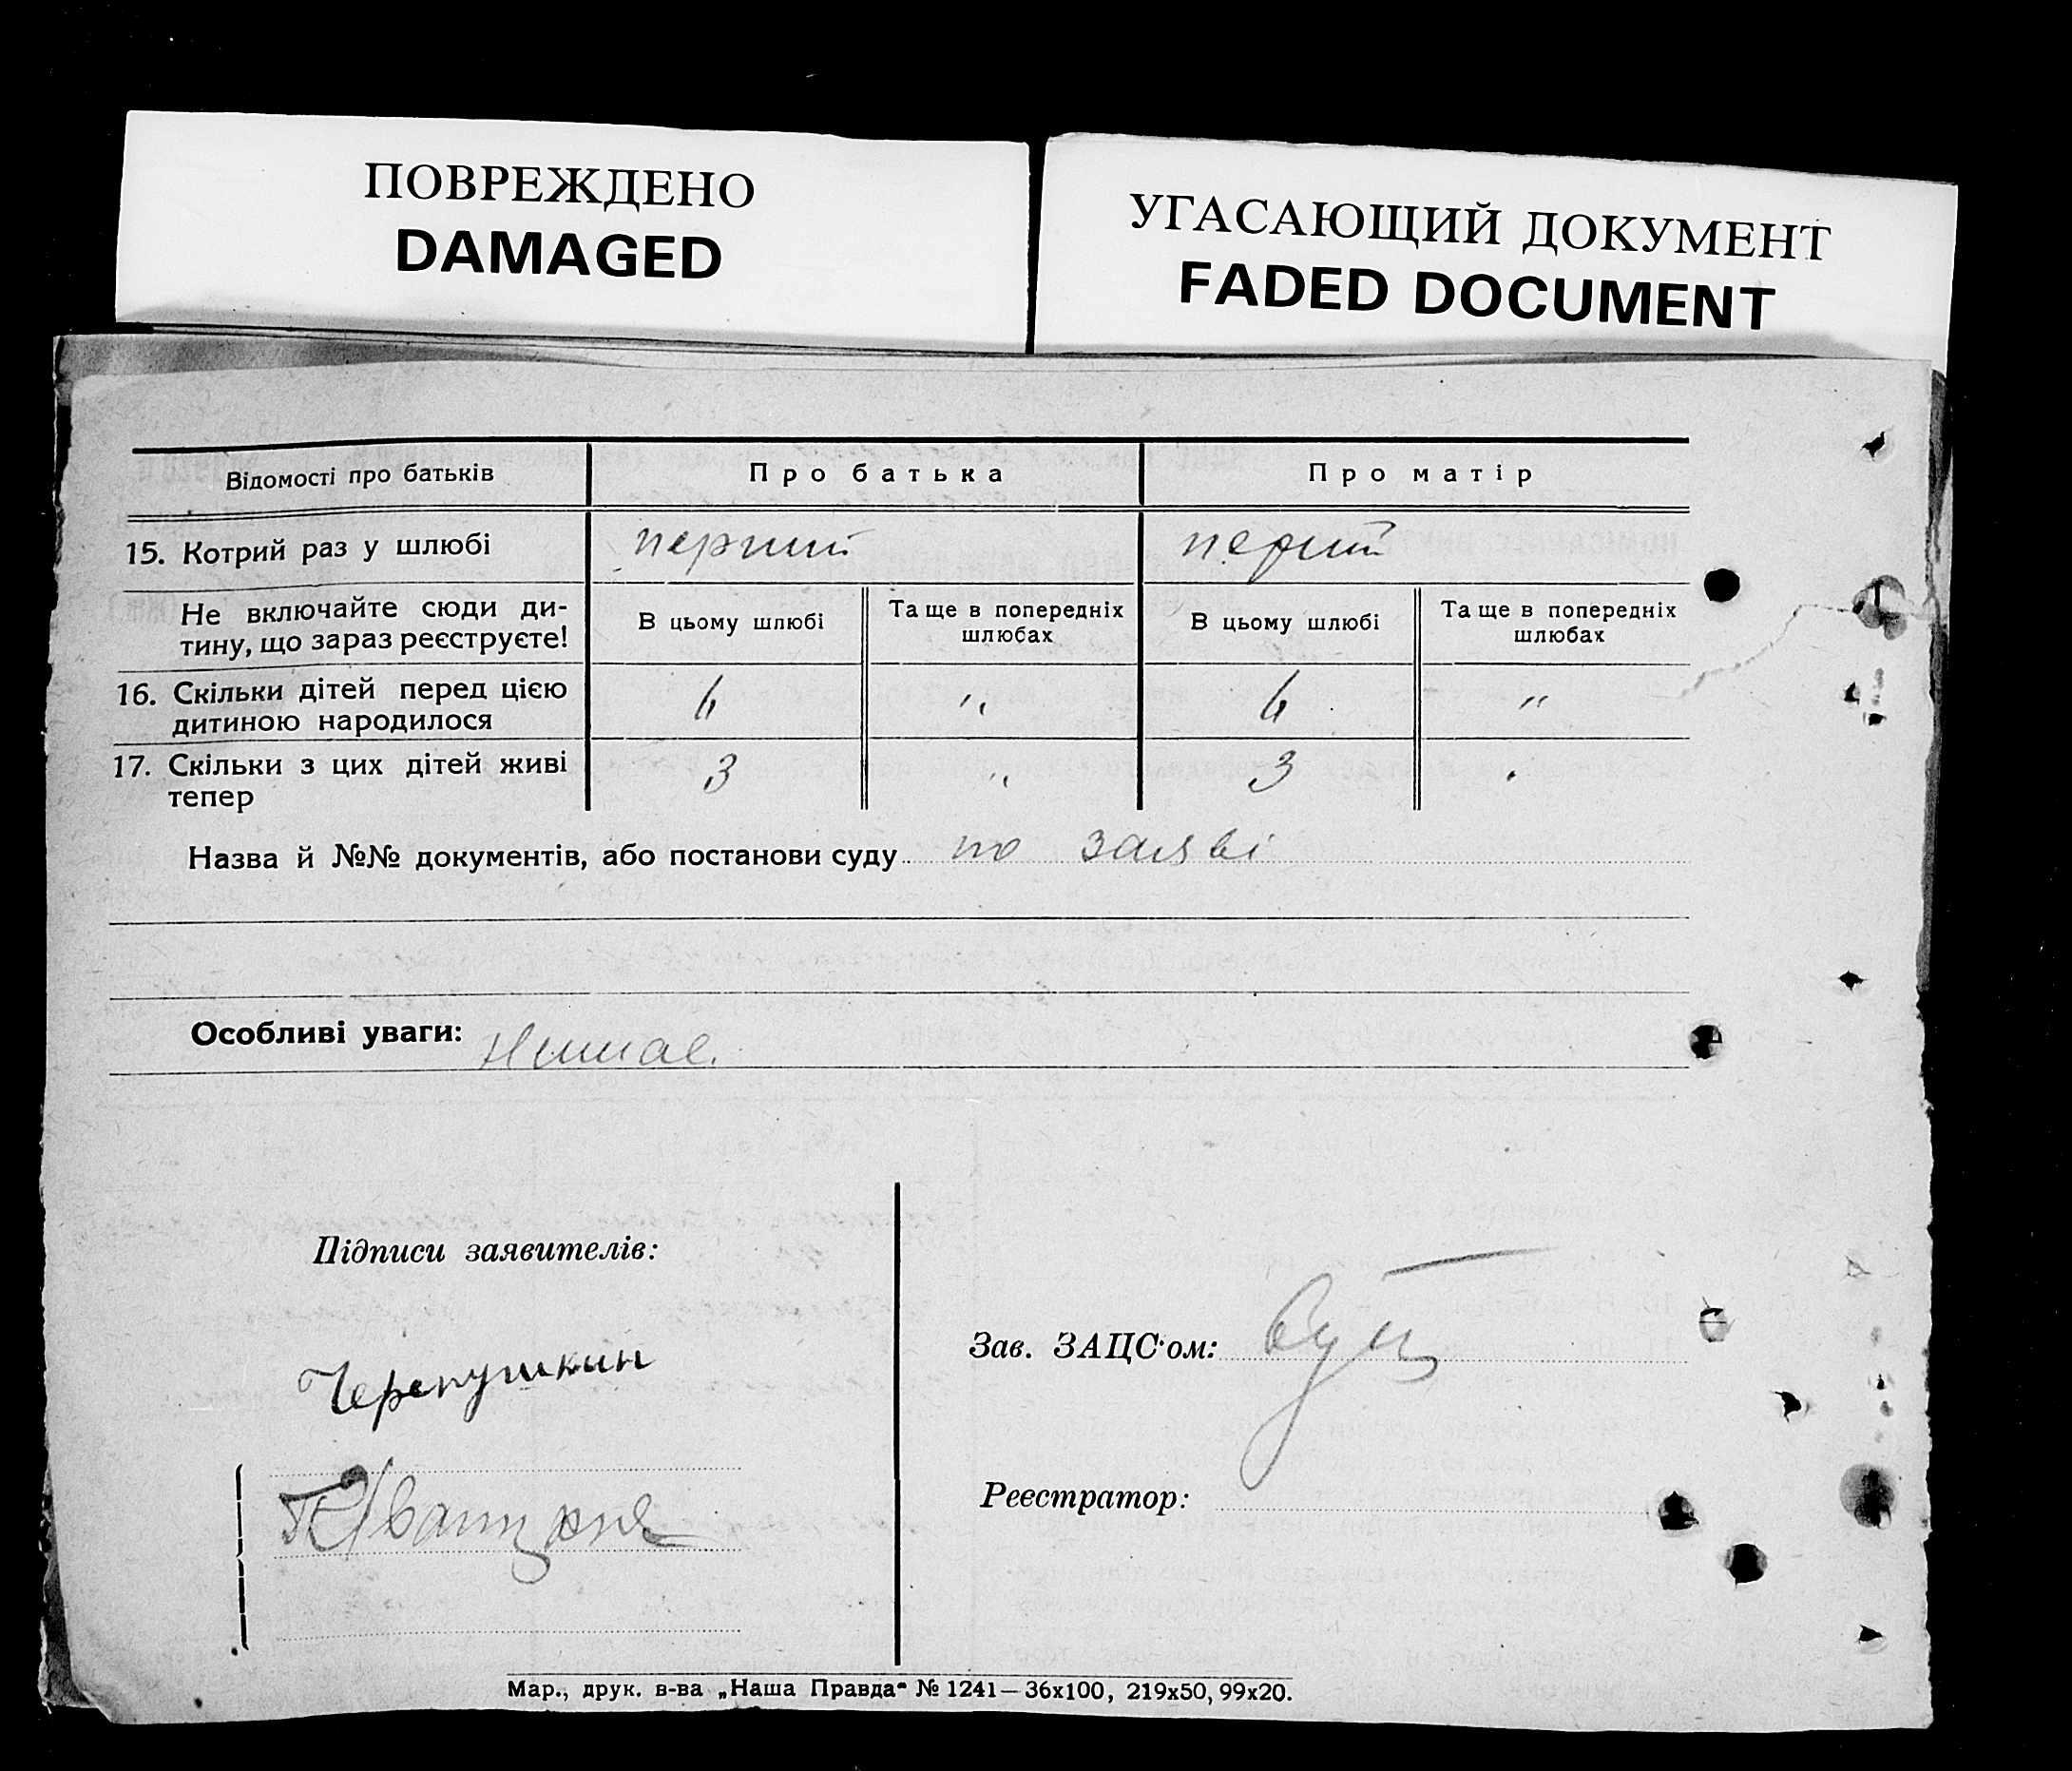 ПОВРЕЖДЕНО
DAMAGED
УГАСАЮЩИЙ ДОКУМЕНТ
FADED DOCUMENT
Відомості про батьків
Про батька
Про матір
15. Котрий раз у шлюбі
перший
перший
Не включайте сюди ди-
тину, що зараз реєструєте!
В цьому шлюбі
Та ще в попередніх
шлюбах
В цьому шлюбі
Та ще в попередніх
шлюбах
16. Скільки дітей перед цією
дитиною народилося
6
"
6
"
17. Скільки з цих дітей живі
тепер
3
"
3
Назва й №№ документів, або постанови суду по заяві
Особливі уваги: Немає.
Підписи заявителів:
Черепушкин
Зав. ЗАЦС'ом:
Реєстратор:
Мар., друк. в-ва „Наша Правда“ № 1241—36х100, 219х50, 99х20.